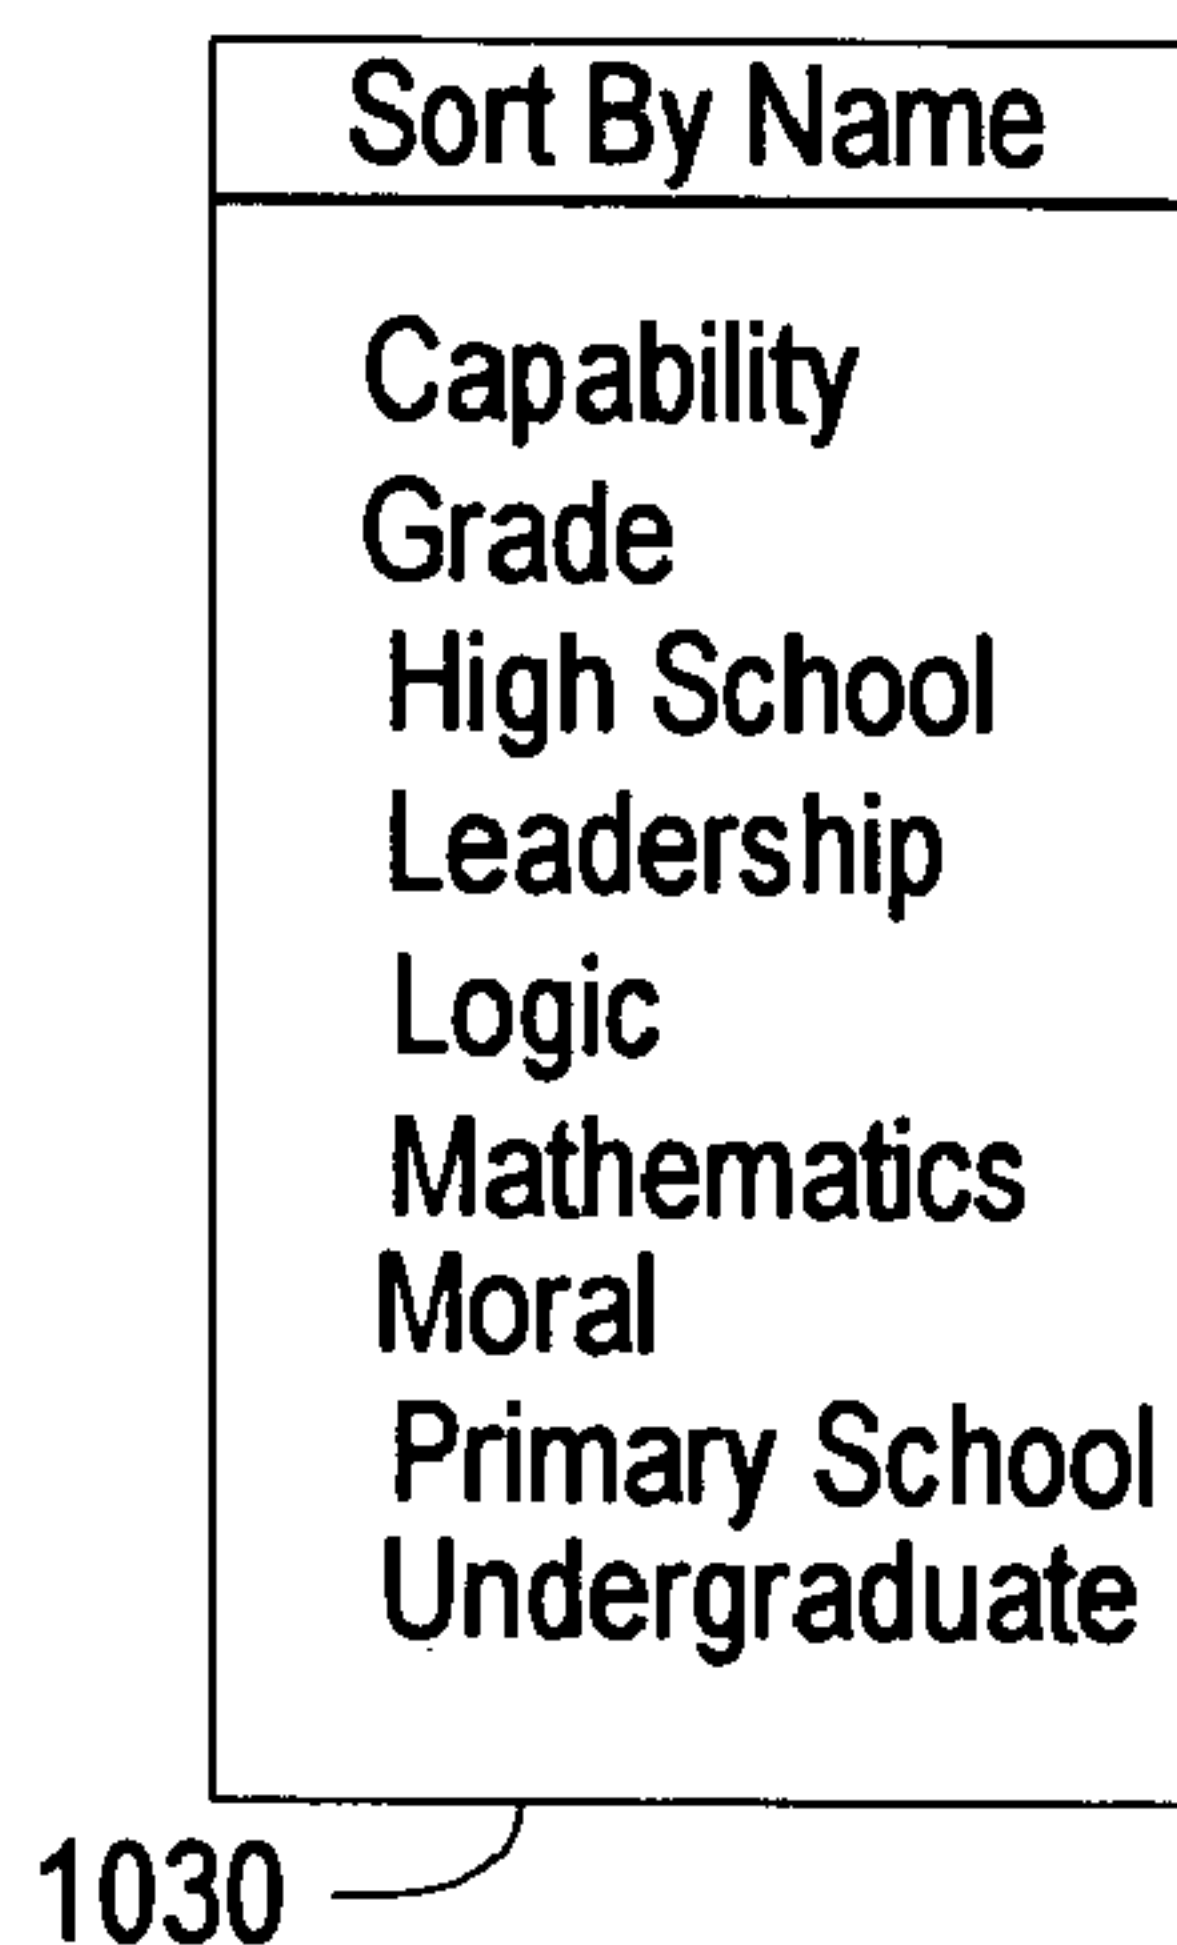 Sort By Name
Capability
Grade
High School
Leadership
Logic
Mathematics
Moral
Primary School
Undergraduate
1030